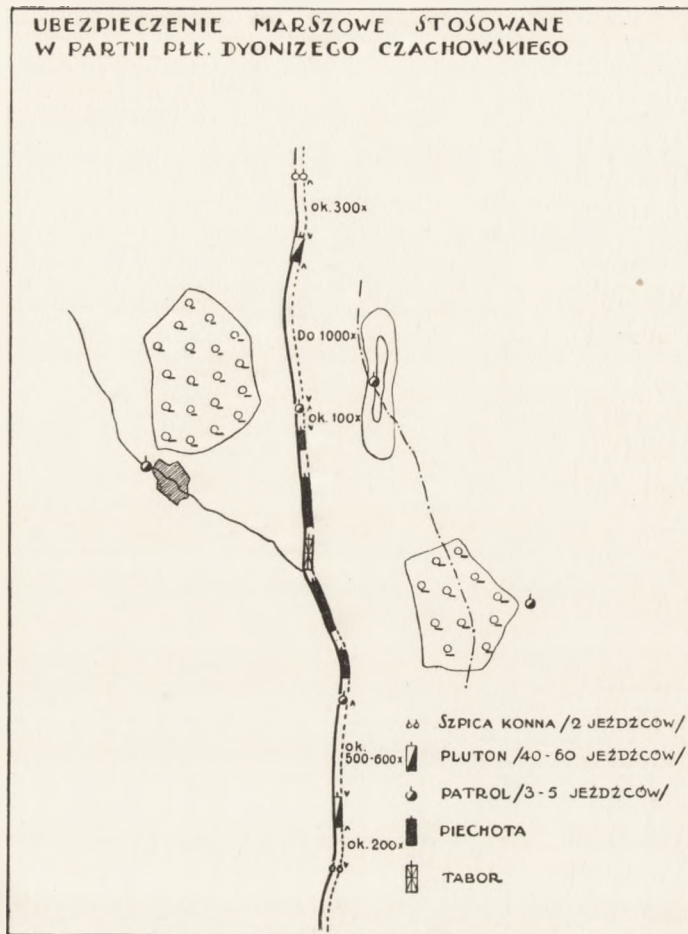 UBEZPIECZENIE MARSZOWE STOSOWANE
W PARTII PŁK. DYONIZEGO CZACHOWSKIEGO
ok. 300x
Do 1000x
ok. 100x
ok.
500-600x
ok. 200x
SZPICA KONNA /2 JEŹDŹCÓW/
PLUTON /40-60 JEŹDŹCÓW/
PATROL /3-5 JEŹDŹCÓW/
PIECHOTA
TABOR